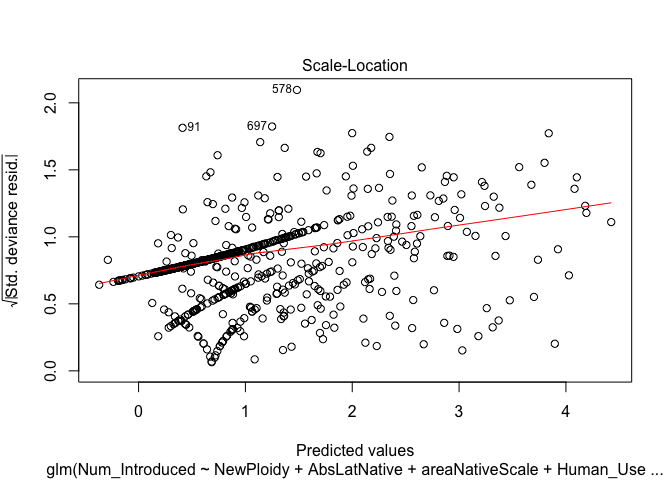 Scale-Location
√|Std. deviance resid.|
0.0 0.5 1.0 1.5 2.0
578
91
697
0 1 2 3 4
Predicted values
glm(Num_Introduced ~ NewPloidy + AbsLatNative + areaNativeScale + Human_Use ...